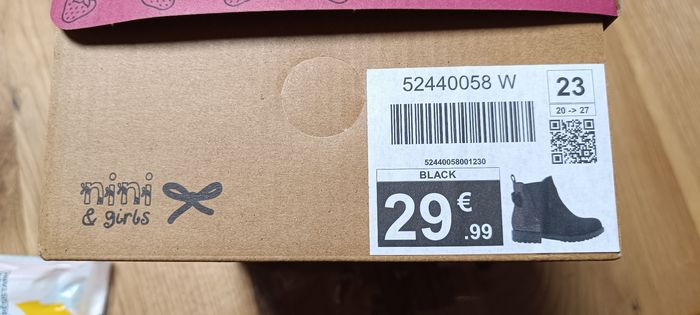 52440058 W
23
20 -> 27
52440058001230
BLACK
29€.99
nini
& girls